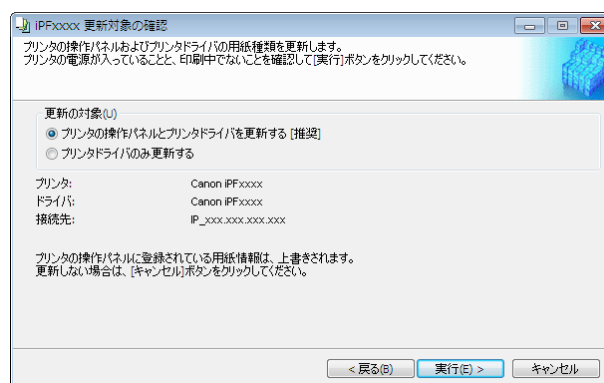 iPFxxxx 更新対象の確認
プリンタの操作パネルおよびプリンタドライバの用紙種類を更新します。
プリンタの電源が入っていることと、印刷中でないことを確認して[実行]ボタンをクリックしてください。
更新の対象(U)
プリンタの操作パネルとプリンタドライバを更新する [推奨]
プリンタドライバのみ更新する
プリンタ: Canon iPFxxxx
ドライバ: Canon iPFxxxx
接続先: IP_xxx.xxx.xxx.xxx
プリンタの操作パネルに登録されている用紙情報は、上書きされます。
更新しない場合は、[キャンセル]ボタンをクリックしてください。
< 戻る(B) 実行(E) > キャンセル